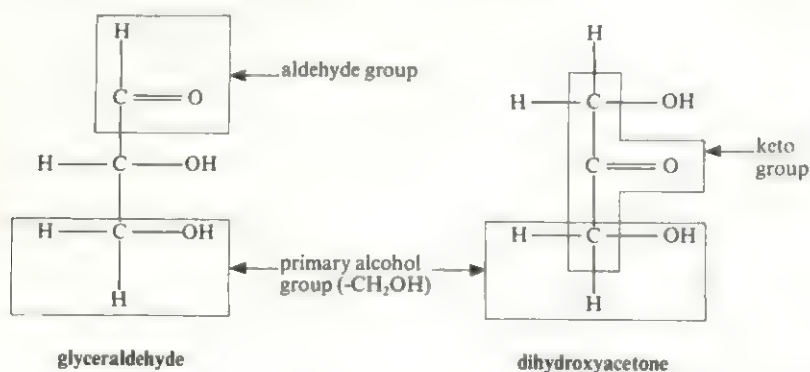 H
aldehyde group
C
O
H
C
OH
H
C
OH
H
glyceraldehyde
primary alcohol
group (-CH₂OH)
H
H
C
OH
C
O
keto
group
H
C
OH
H
dihydroxyacetone